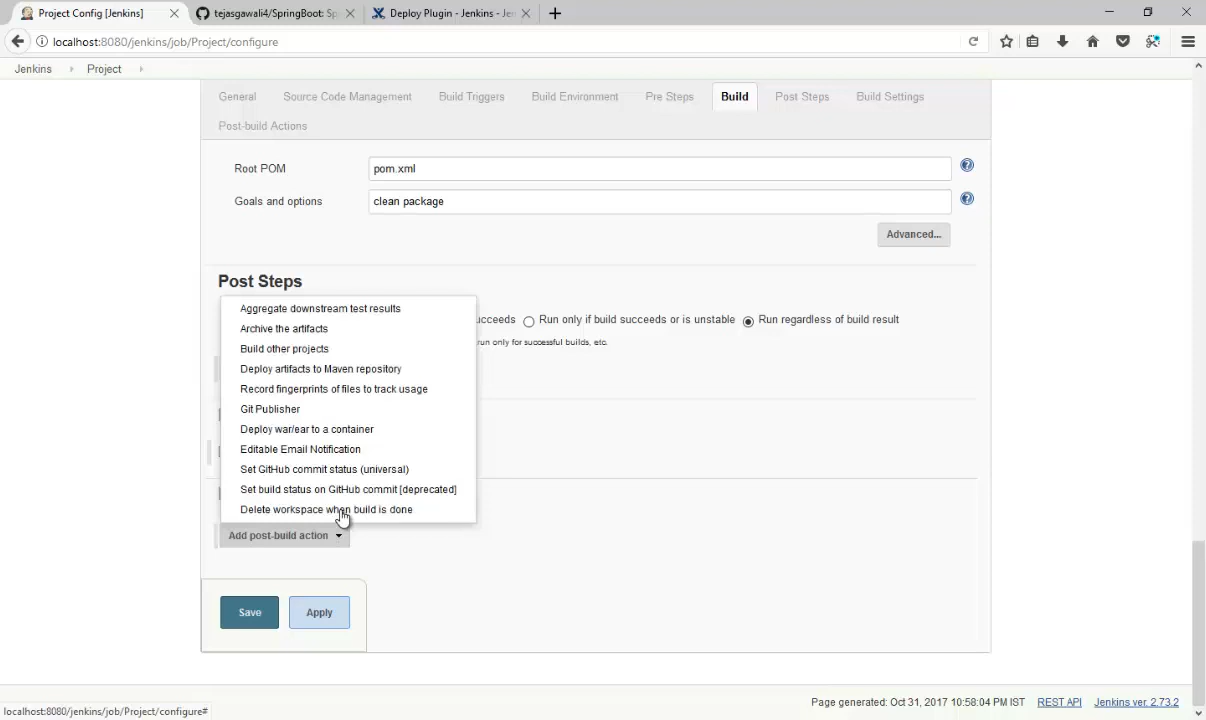 Project Config [Jenkins]
tejasgawali4/SpringBoot: Sp
Deploy Plugin - Jenkins - Jen
localhost:8080/jenkins/job/Project/configure
Jenkins
Project
General
Source Code Management
Build Triggers
Build Environment
Pre Steps
Build
Post Steps
Build Settings
Post-build Actions
Root POM
pom.xml
Goals and options
clean package
Advanced...
Post Steps
ucceeds
Run only if build succeeds or is unstable
Run regardless of build result
run only for successful builds, etc.
Aggregate downstream test results
Archive the artifacts
Build other projects
Deploy artifacts to Maven repository
Record fingerprints of files to track usage
Git Publisher
Deploy war/ear to a container
Editable Email Notification
Set GitHub commit status (universal)
Set build status on GitHub commit [deprecated]
Delete workspace when build is done
Add post-build action
Save
Apply
Page generated: Oct 31, 2017 10:58:04 PM IST
REST API
Jenkins ver. 2.73.2
localhost:8080/jenkins/job/Project/configure#